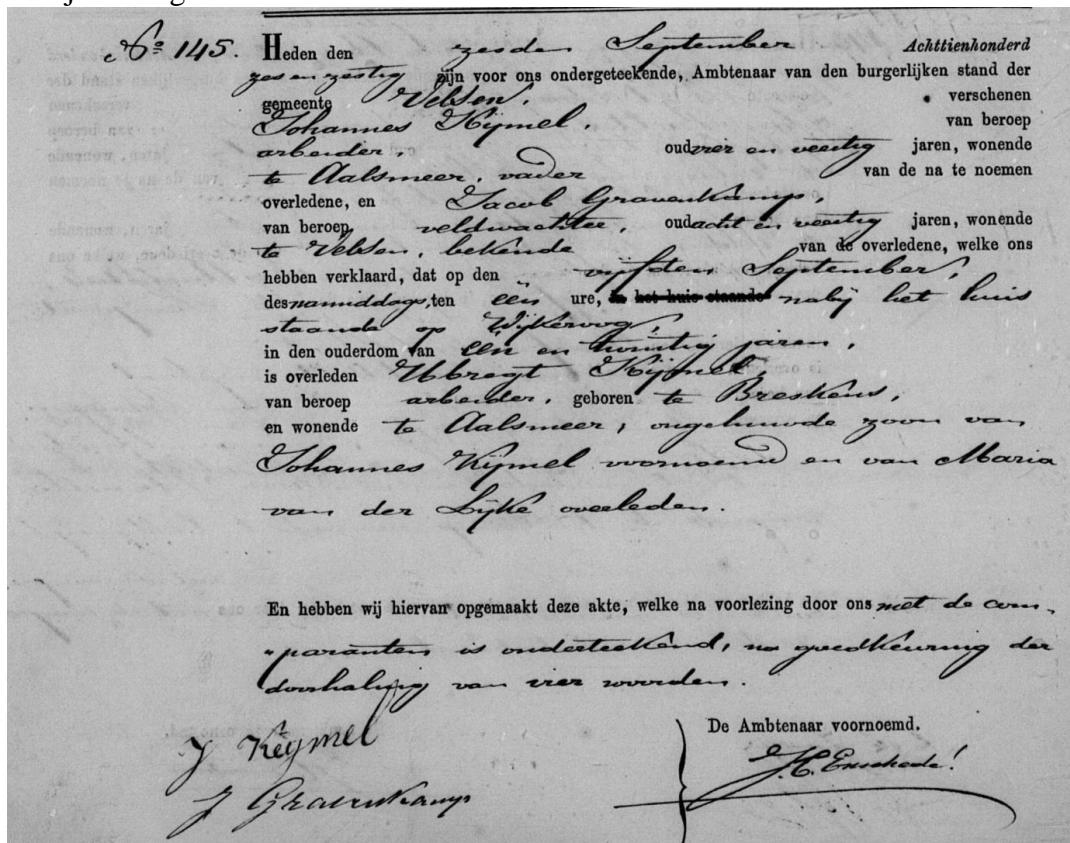 No 145. Heden den zesden September Achttienhonderd
zes en zestig zijn voor ons ondergeteekende, Ambtenaar van den burgerlijken stand der
gemeente Velsen, verschenen
Johannes Kijmel, van beroep
arbeider, oud vier en veertig jaren, wonende
te Aalsmeer, vader van de na te noemen
overledene, en Jacob Gravenkamp,
van beroep veldwachter, oud acht en veertig jaren, wonende
te Velsen, bekende van de overledene, welke ons
hebben verklaard, dat op den vijfden September,
des namiddags, ten één ure, in het huis staande nabij het huis
staande op Wijkeroog,
in den ouderdom van één en twintig jaren,
is overleden Ubregt Kijmel,
van beroep arbeider, geboren te Breskens,
en wonende te Aalsmeer, ongehuwde zoon van
Johannes Kijmel voornoemd en van Maria
van der Lijke overleden.
En hebben wij hiervan opgemaakt deze akte, welke na voorlezing door ons met de com-
paranten is onderteekend, na goedkeuring der
doorhaling van vier woorden.
De Ambtenaar voornoemd.
J Keijmel
J. C. Enschede!
J Gravenkamp